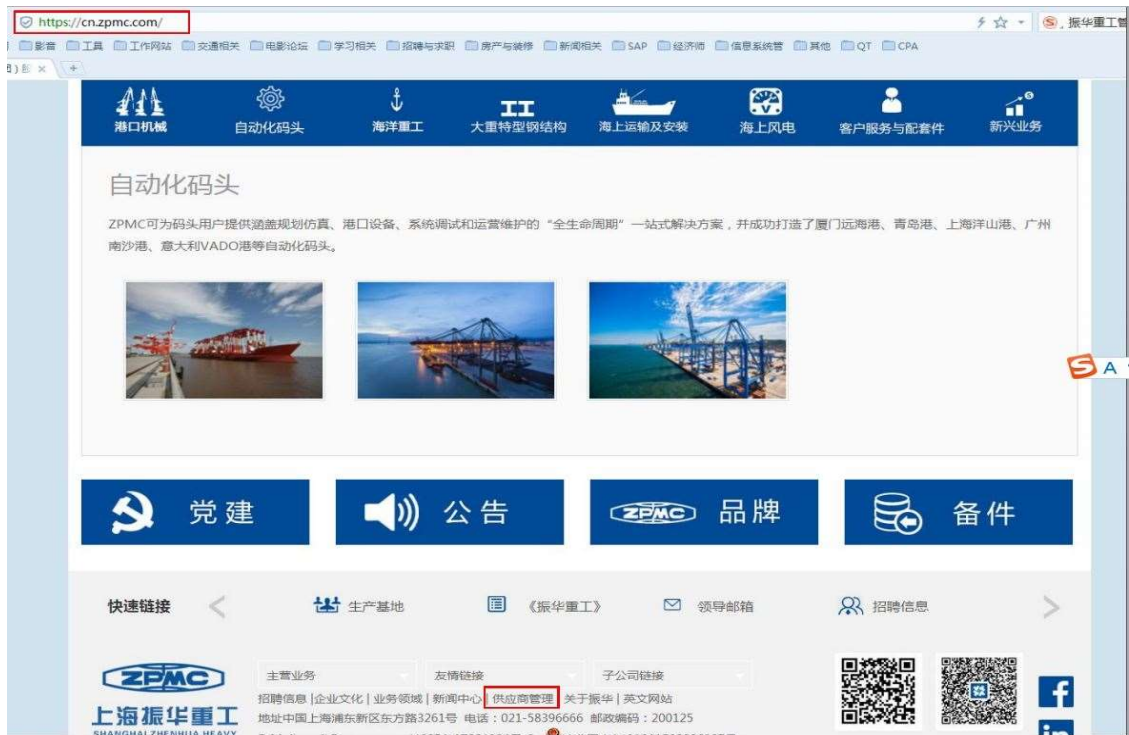 https://cn.zpmc.com/
振华重工管
影音 工具 工作网站 交通相关 电影论坛 学习相关 招聘与求职 房产与装修 新闻相关 SAP 经济师 信息系统管 其他 QT CPA
港口机械 自动化码头 海洋重工 大重特型钢结构 海上运输及安装 海上风电 客户服务与配套件 新兴业务
自动化码头
ZPMC可为码头用户提供涵盖规划仿真、港口设备、系统调试和运营维护的“全生命周期”一站式解决方案，并成功打造了厦门远海港、青岛港、上海洋山港、广州
南沙港、意大利VADO港等自动化码头。
党建 公告 ZPMC 品牌 备件
快速链接 生产基地 《振华重工》 领导邮箱 招聘信息
ZPMC
上海振华重工
SHANGHAI ZHENHUA HEAVY
主营业务 友情链接 子公司链接
招聘信息|企业文化|业务领域|新闻中心|供应商管理|关于振华|英文网站
地址中国上海浦东新区东方路3261号 电话：021-58396666 邮政编码：200125